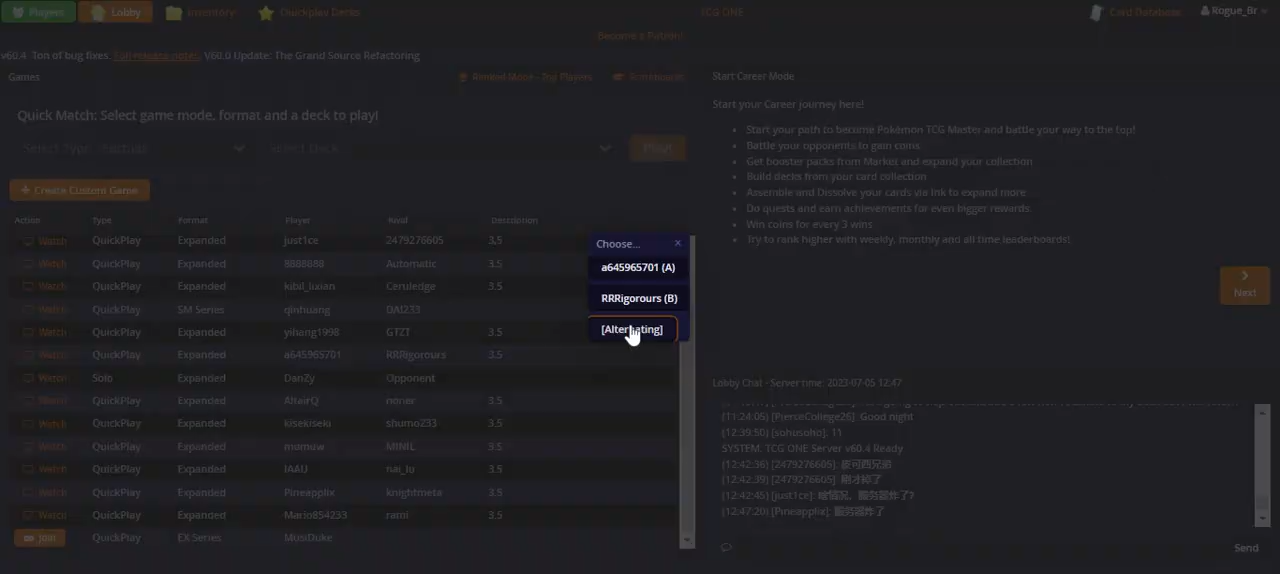 Players Lobby Inventory Quickplay Decks TCG ONE Card Database Rogue_Br
Become a Patron!
v60.4 Ton of bug fixes. Full release notes. V60.0 Update: The Grand Source Refactoring
Games Ranked Mode - Top Players Tournaments
Quick Match: Select game mode, format and a deck to play!
Select Deck Play!
Create Custom Game
Action Type Format Player Rival Description
Watch QuickPlay Expanded just1ce 2479276605 3.5
Watch QuickPlay Expanded 8888888 Automatic 3.5
Watch QuickPlay Expanded kibil_luxian Ceruledge 3.5
Watch QuickPlay SM Series qinhuang DAI233
Watch QuickPlay Expanded yihang1998 GTZT 3.5
Watch QuickPlay Expanded a645965701 RRRigorours 3.5
Watch Solo Expanded DanZy Opponent
Watch QuickPlay Expanded AltairQ noner 3.5
Watch QuickPlay Expanded kisekiseki shumo233 3.5
Watch QuickPlay Expanded mumuw MINIL 3.5
Watch QuickPlay Expanded IAAU nai_lu 3.5
Watch QuickPlay Expanded Pineapplix knightmeta 3.5
Watch QuickPlay Expanded Mario854233 rami 3.5
Join QuickPlay EX Series MusiDuke
Choose...
a645965701 (A)
RRRigorours (B)
[Alternating]
Start Career Mode
Start your Career journey here!
Start your path to become Pokémon TCG Master and battle your way to the top!
Battle your opponents to gain coins
Get booster packs from Market and expand your collection
Build decks from your card collection
Assemble and Dissolve your cards via link to expand more
Do quests and earn achievements for even bigger rewards
Win coins for every 3 wins
Try to rank higher with weekly, monthly and all time leaderboards!
Next
Lobby Chat - Server time: 2023-07-05 12:47
(11:24:05) [PierceCollege26]: Good night
(12:39:50) [sohusoho]: 11
SYSTEM: TCG ONE Server v60.4 Ready
(12:42:39) [2479276605]: 刚才掉了
(12:42:45) [just1ce]: 啥情况，服务器炸了?
(12:47:20) [Pineapplix]: 服务器炸了
Send